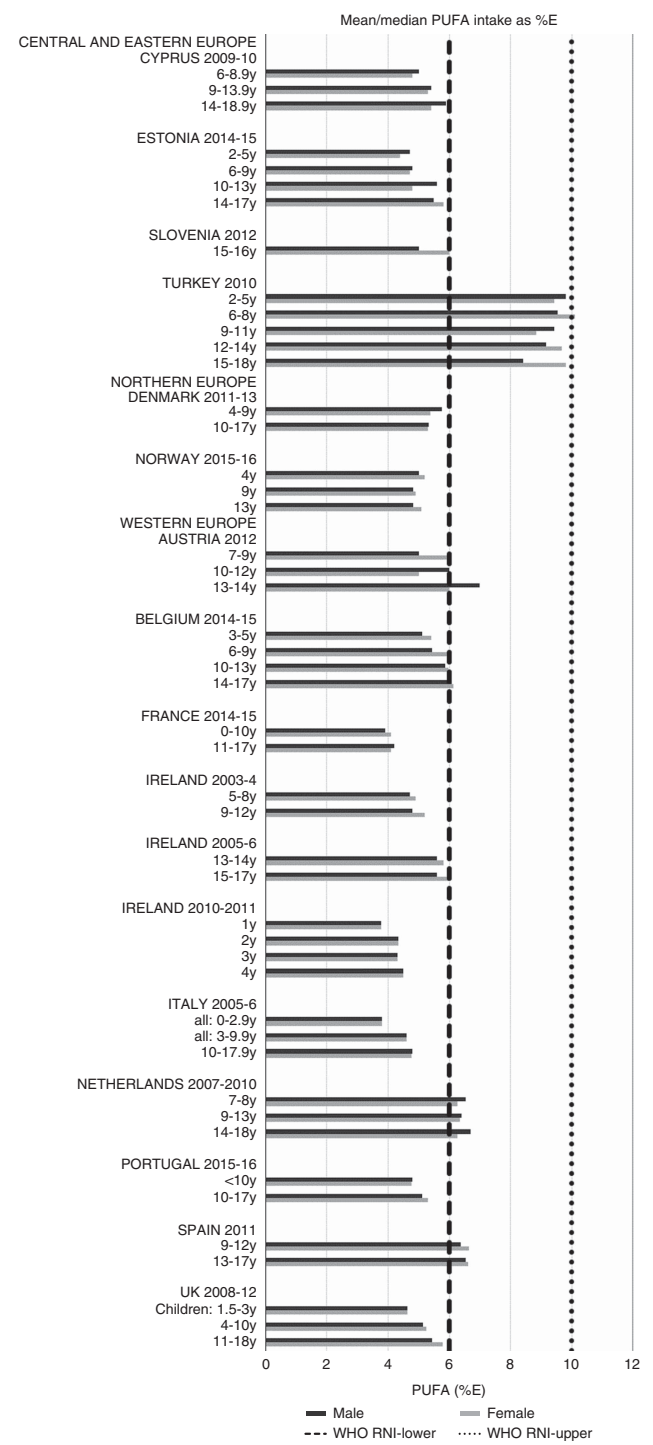 Mean/median PUFA intake as %E
CENTRAL AND EASTERN EUROPE
CYPRUS 2009-10
6-8.9y
9-13.9y
14-18.9y
ESTONIA 2014-15
2-5y
6-9y
10-13y
14-17y
SLOVENIA 2012
15-16y
TURKEY 2010
2-5y
6-8y
9-11y
12-14y
15-18y
NORTHERN EUROPE
DENMARK 2011-13
4-9y
10-17y
NORWAY 2015-16
4y
9y
13y
WESTERN EUROPE
AUSTRIA 2012
7-9y
10-12y
13-14y
BELGIUM 2014-15
3-5y
6-9y
10-13y
14-17y
FRANCE 2014-15
0-10y
11-17y
IRELAND 2003-4
5-8y
9-12y
IRELAND 2005-6
13-14y
15-17y
IRELAND 2010-2011
1y
2y
3y
4y
ITALY 2005-6
all: 0-2.9y
all: 3-9.9y
10-17.9y
NETHERLANDS 2007-2010
7-8y
9-13y
14-18y
PORTUGAL 2015-16
<10y
10-17y
SPAIN 2011
9-12y
13-17y
UK 2008-12
Children: 1.5-3y
4-10y
11-18y
0 2 4 6 8 10 12
PUFA (%E)
Male Female
WHO RNI-lower WHO RNI-upper